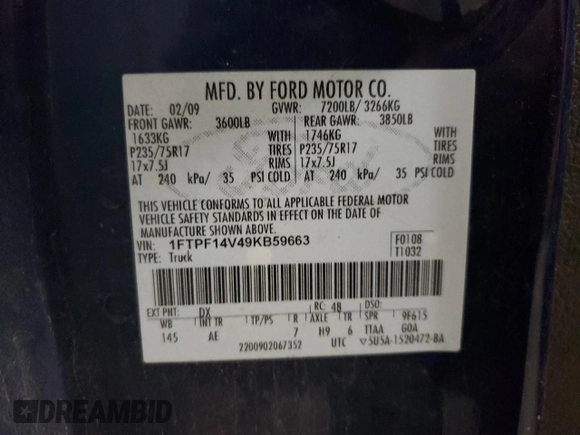 MFD. BY FORD MOTOR CO.
DATE: 02/09 GVWR: 7200LB/ 3266KG
FRONT GAWR: 3600LB REAR GAWR: 3850LB
1633KG WITH 1746KG WITH
P235/75R17 TIRES P235/75R17 TIRES
17x7.5J RIMS 17x7.5J RIMS
AT 240 kPa/ 35 PSI COLD AT 240 kPa/ 35 PSI COLD
THIS VEHICLE CONFORMS TO ALL APPLICABLE FEDERAL MOTOR
VEHICLE SAFETY STANDARDS IN EFFECT ON THE DATE OF
MANUFACTURE SHOWN ABOVE.
VIN: 1FTPF14V49KB59663 F0108
TYPE: Truck T1032
EXT PNT: DX RC: 48 DSO:
WB INT TR TP/PS R AXLE TR SPR 9F615
145 AE 7 H9 6 TTAA G0A
2200902067352 UTC ▽5U5A-1520472-BA
DREAMBID